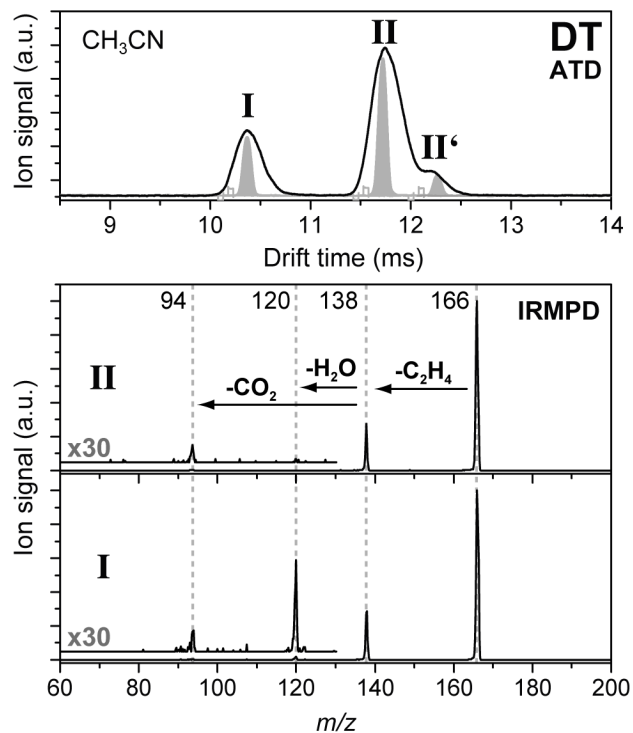 CH₃CN
I
II
II‘
DT
ATD
Ion signal (a.u.)
9 10 11 12 13 14
Drift time (ms)
94 120 138 166
IRMPD
-CO₂
-H₂O
-C₂H₄
II
x30
Ion signal (a.u.)
I
x30
60 80 100 120 140 160 180 200
m/z